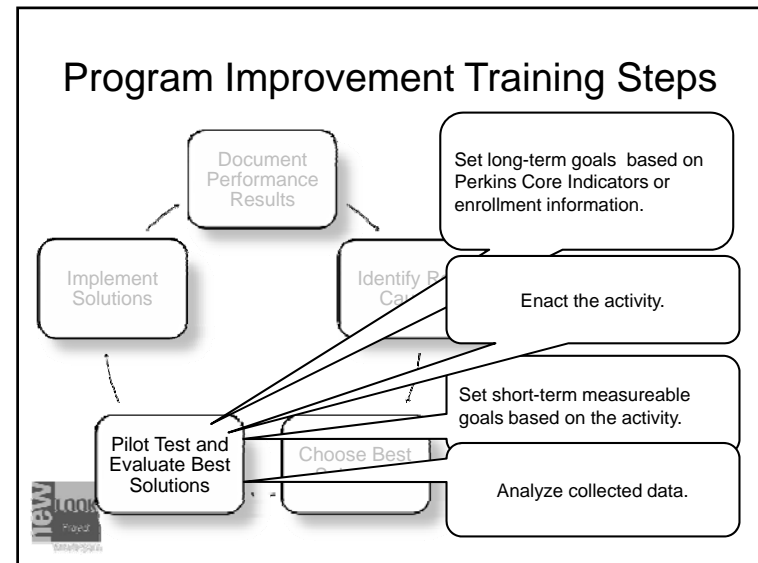 Program Improvement Training Steps
Document
Performance
Results
Set long-term goals based on
Perkins Core Indicators or
enrollment information.
Implement
Solutions
Identify
Enact the activity.
Set short-term measureable
goals based on the activity.
Pilot Test and
Evaluate Best
Solutions
Choose Best
Analyze collected data.
new
LOOK
Project